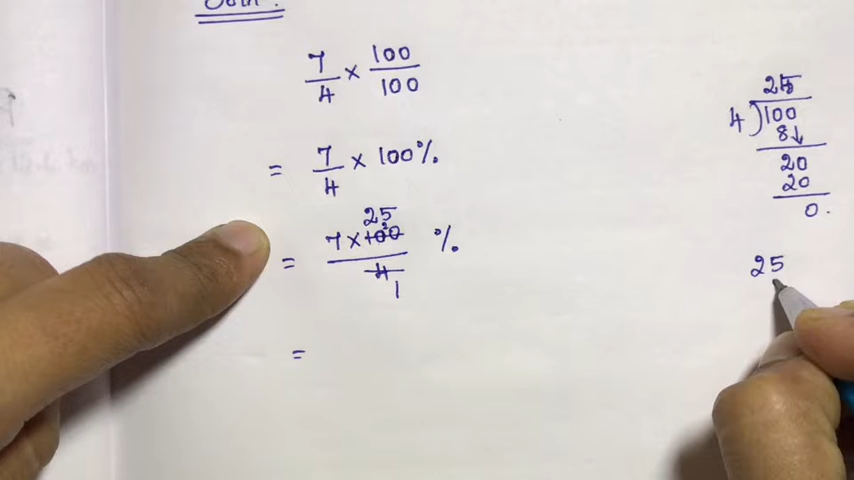 Soln :
7/4 × 100/100
= 7/4 × 100%
25
= 7 × 100 / 4 %
1
=
25
4)100
8↓
20
20
0.
25